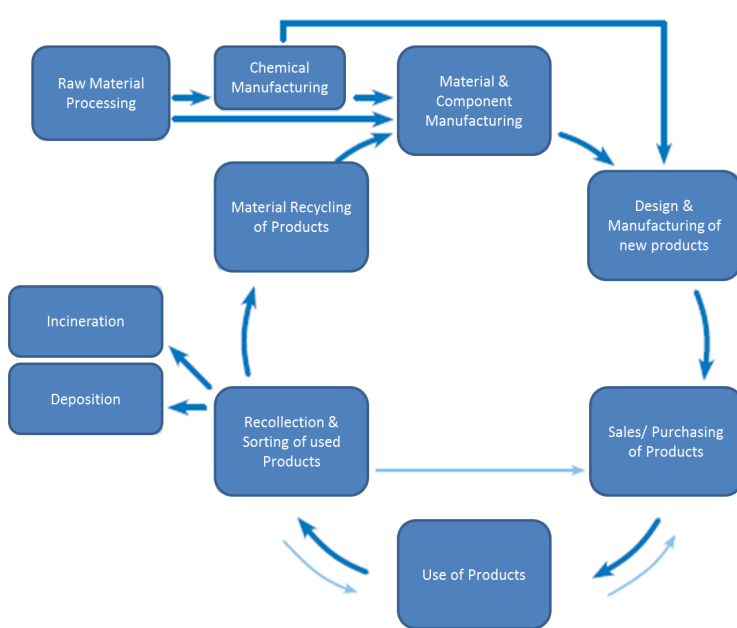 Raw Material
Processing
Chemical
Manufacturing
Material &
Component
Manufacturing
Material Recycling
of Products
Design &
Manufacturing of
new products
Incineration
Deposition
Recollection &
Sorting of used
Products
Sales/ Purchasing
of Products
Use of Products